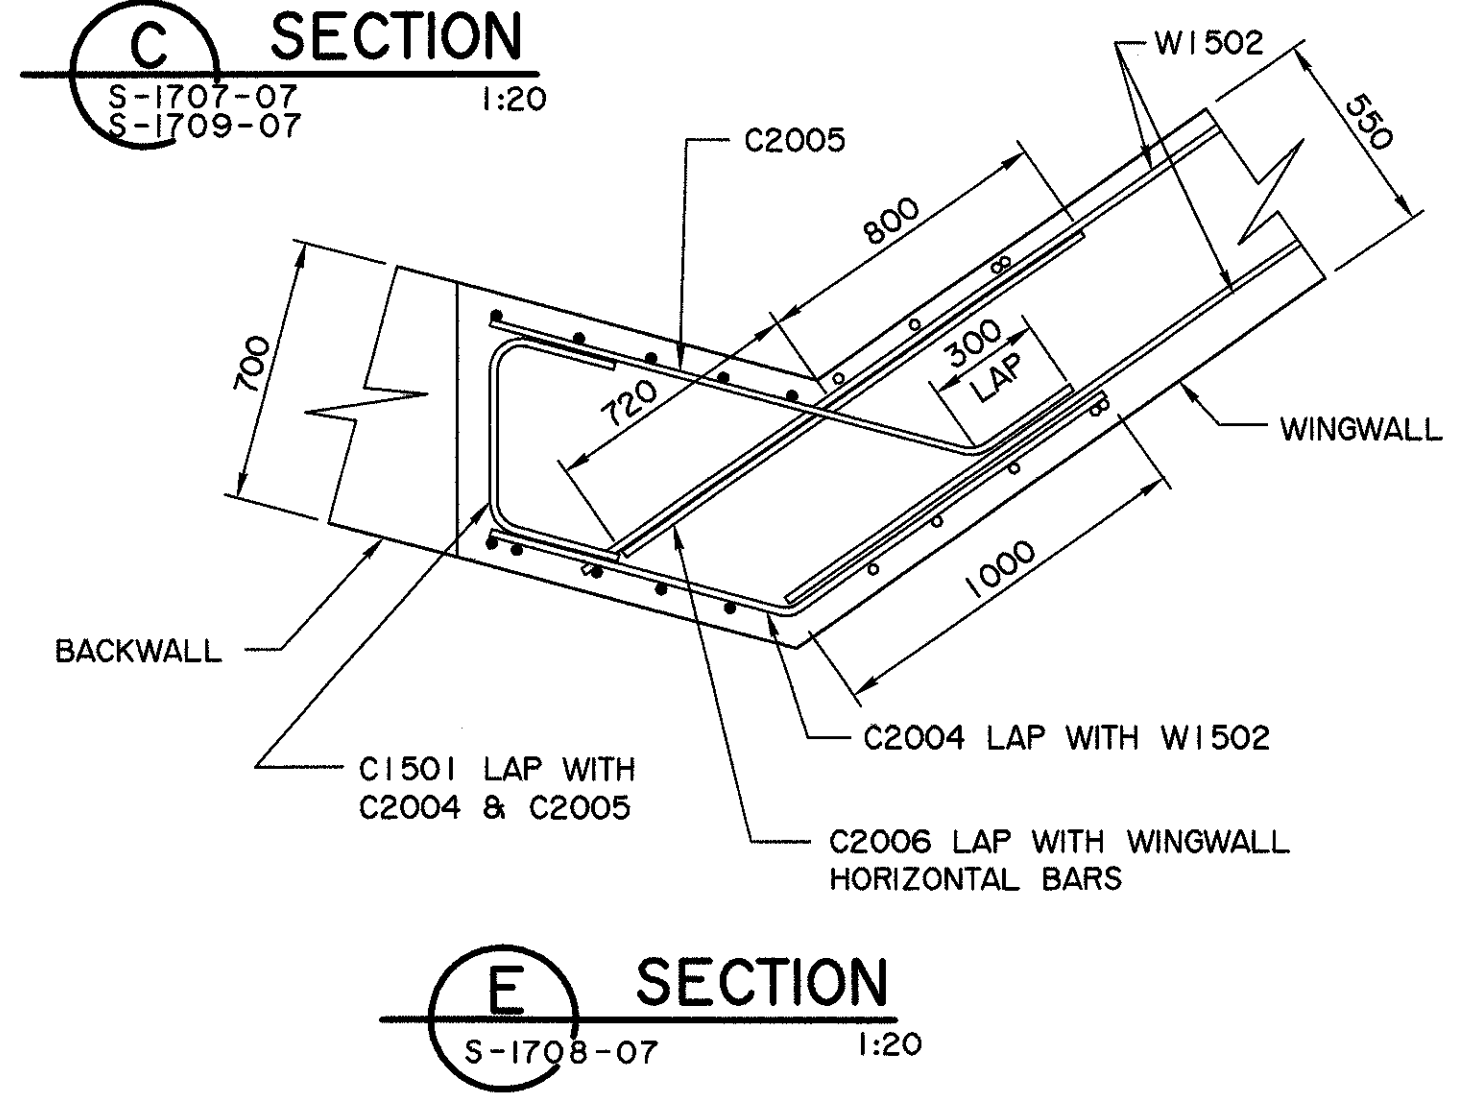 C SECTION
S-1707-07 1:20
S-1709-07
W1502
550
C2005
800
700
720
300
LAP
WINGWALL
1000
BACKWALL
C2004 LAP WITH W1502
C1501 LAP WITH
C2004 & C2005
C2006 LAP WITH WINGWALL
HORIZONTAL BARS
E SECTION
S-1708-07 1:20